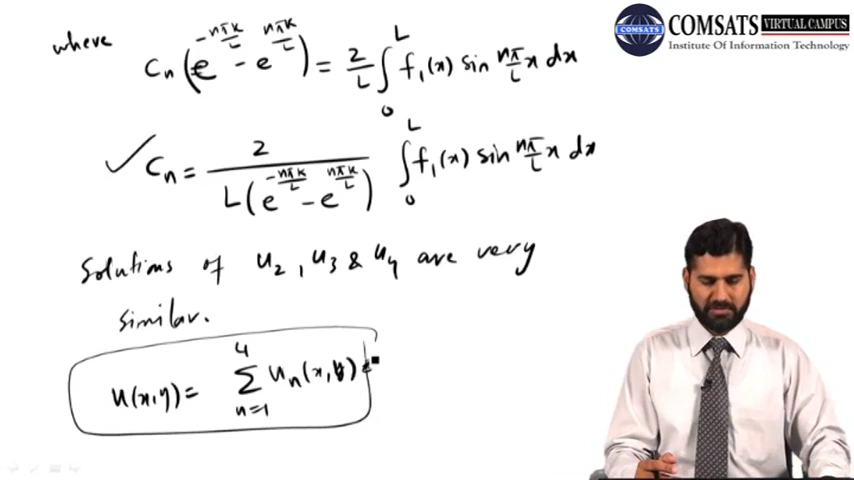 COMSATS VIRTUAL CAMPUS
Institute Of Information Technology
where
Cn (e^(-nπk/L) - e^(nπk/L)) = 2/L ∫₀^L f₁(x) sin nπ/L x dx
✓ Cn = 2 / L(e^(-nπk/L) - e^(nπk/L)) ∫₀^L f₁(x) sin nπ/L x dx
Solutions of u₂, u₃ & u₄ are very
similar.
u(x,y) = Σ_(n=1)^4 uₙ(x,y)